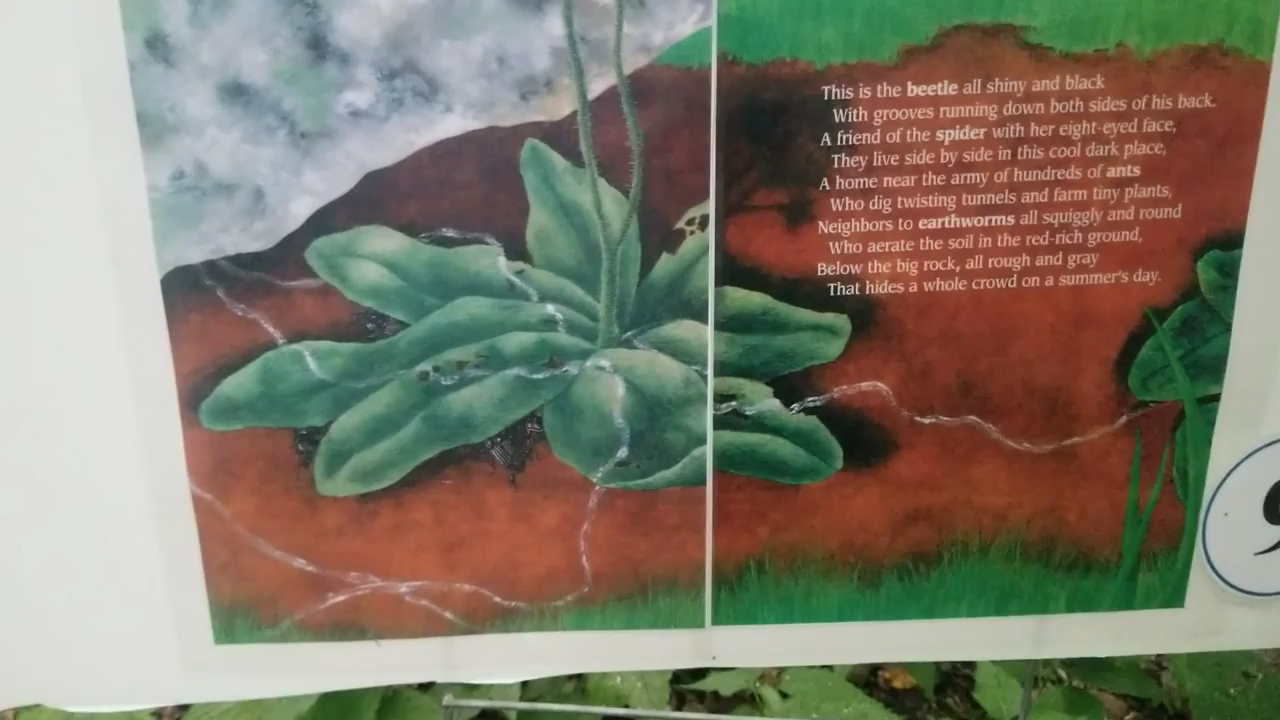 This is the beetle all shiny and black
With grooves running down both sides of his back.
A friend of the spider with her eight-eyed face,
They live side by side in this cool dark place,
A home near the army of hundreds of ants
Who dig twisting tunnels and farm tiny plants,
Neighbors to earthworms all squiggly and round
Who aerate the soil in the red-rich ground,
Below the big rock, all rough and gray
That hides a whole crowd on a summer's day.